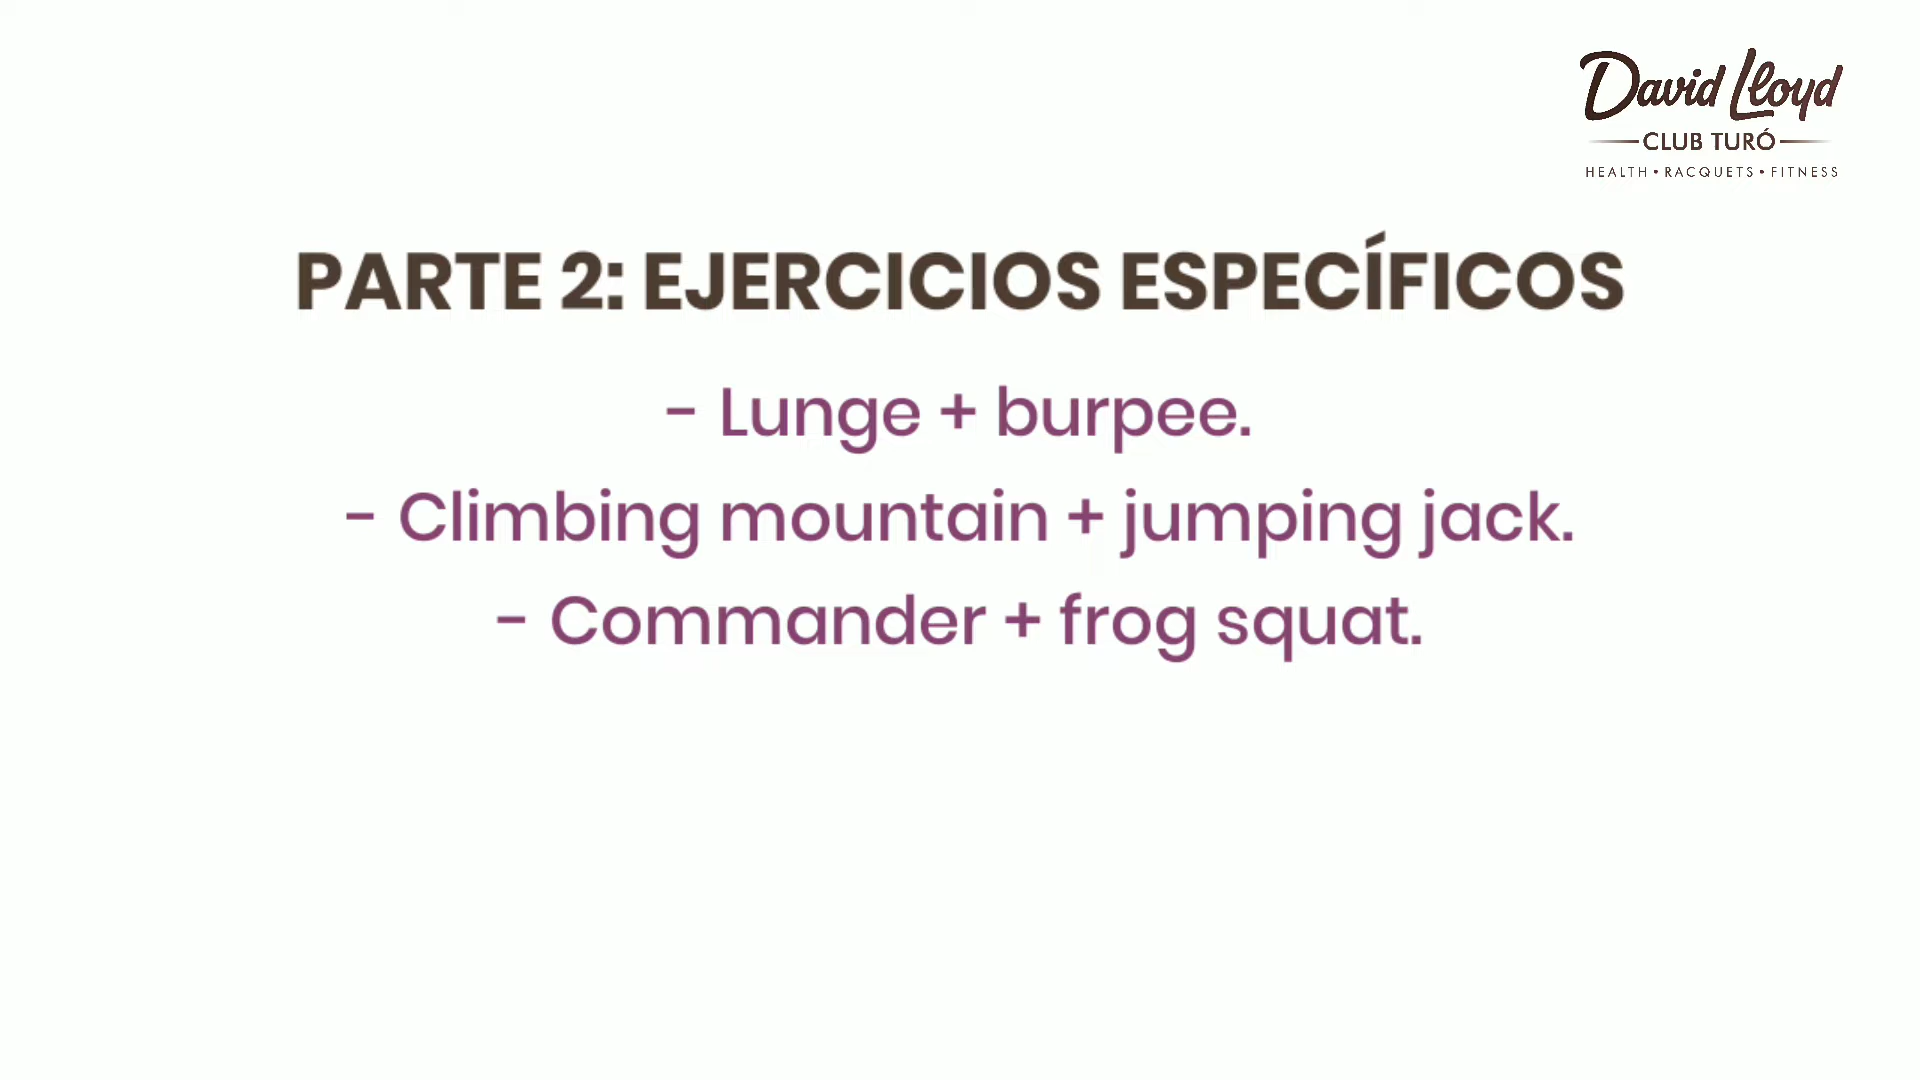 David Lloyd
CLUB TURÓ
HEALTH • RACQUETS • FITNESS
PARTE 2: EJERCICIOS ESPECÍFICOS
- Lunge + burpee.
- Climbing mountain + jumping jack.
- Commander + frog squat.